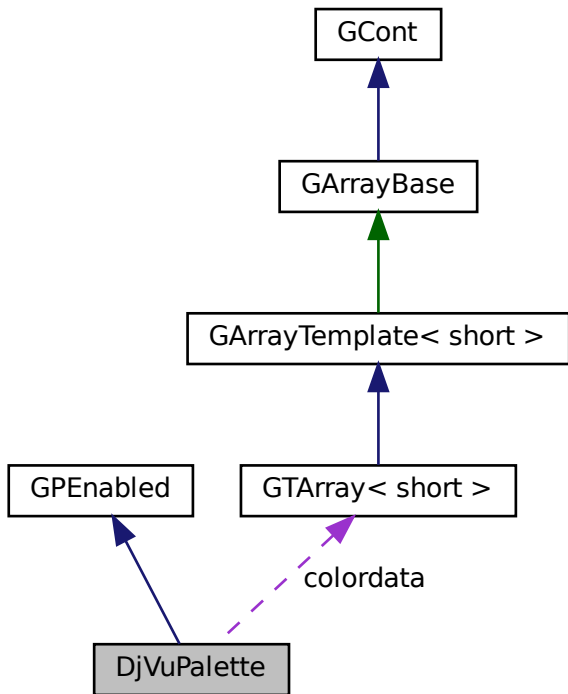 GCont
GArrayBase
GArrayTemplate< short >
GPEnabled
GTArray< short >
colordata
DjVuPalette